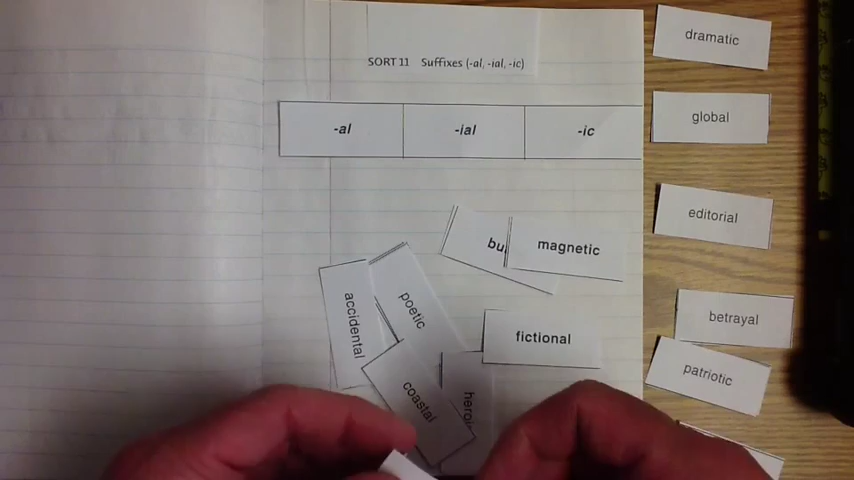 SORT 11 Suffixes (-al, -ial, -ic)
-al -ial -ic
dramatic
global
editorial
betrayal
patriotic
bu
magnetic
fictional
accidental
poetic
coastal